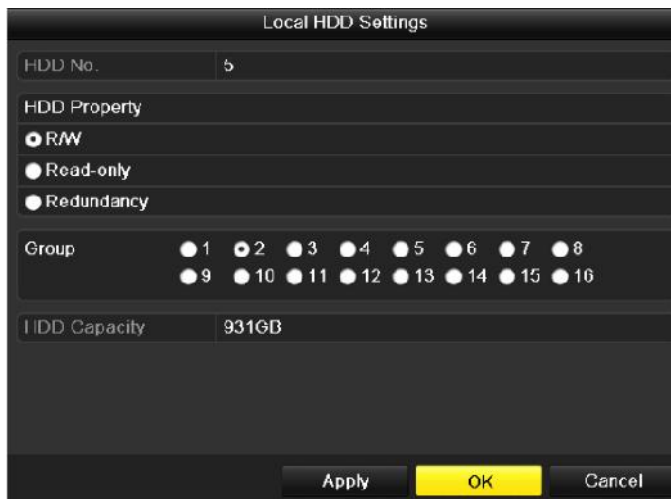 Local HDD Settings
HDD No. 5
HDD Property
R/W
Read-only
Redundancy
Group 1 2 3 4 5 6 7 8
9 10 11 12 13 14 15 16
HDD Capacity 931GB
Apply OK Cancel